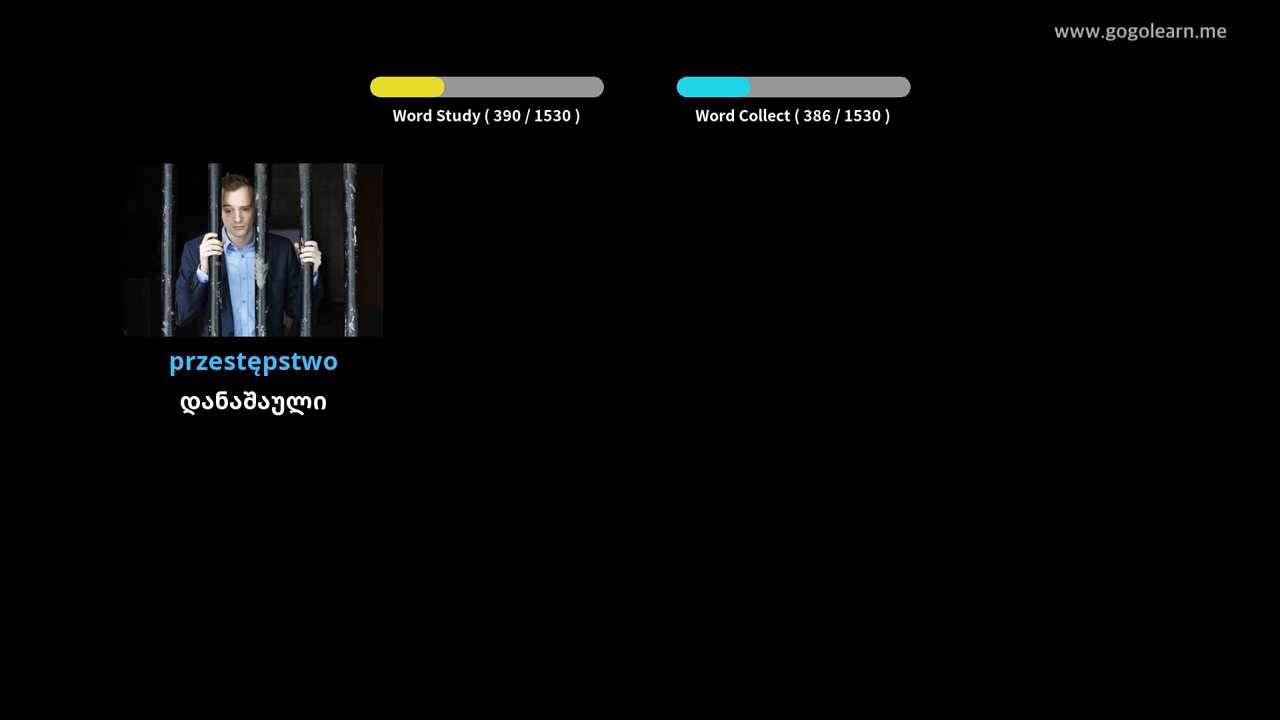 www.gogolearn.me
Word Study ( 390 / 1530 )
Word Collect ( 386 / 1530 )
przestępstwo
დანაშაული